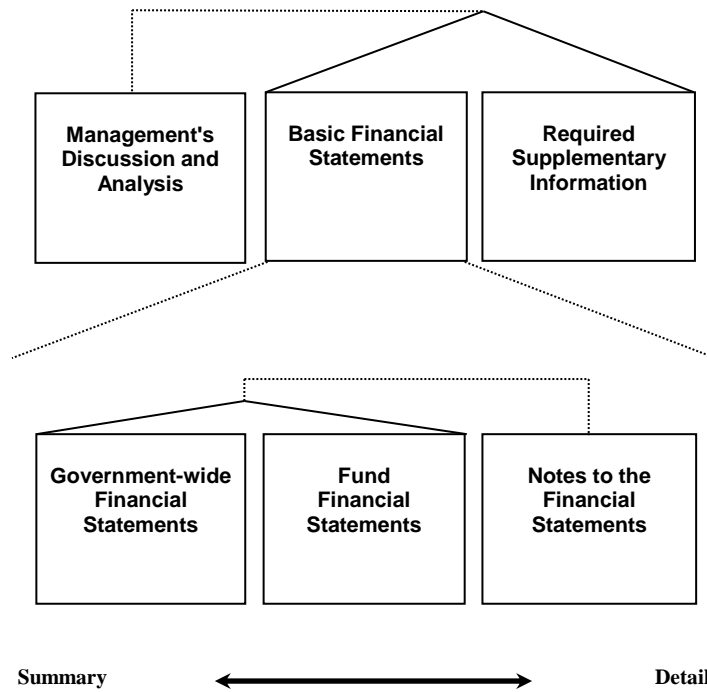 Management's
Discussion and
Analysis
Basic Financial
Statements
Required
Supplementary
Information
Government-wide
Financial
Statements
Fund
Financial
Statements
Notes to the
Financial
Statements
Summary
Detail